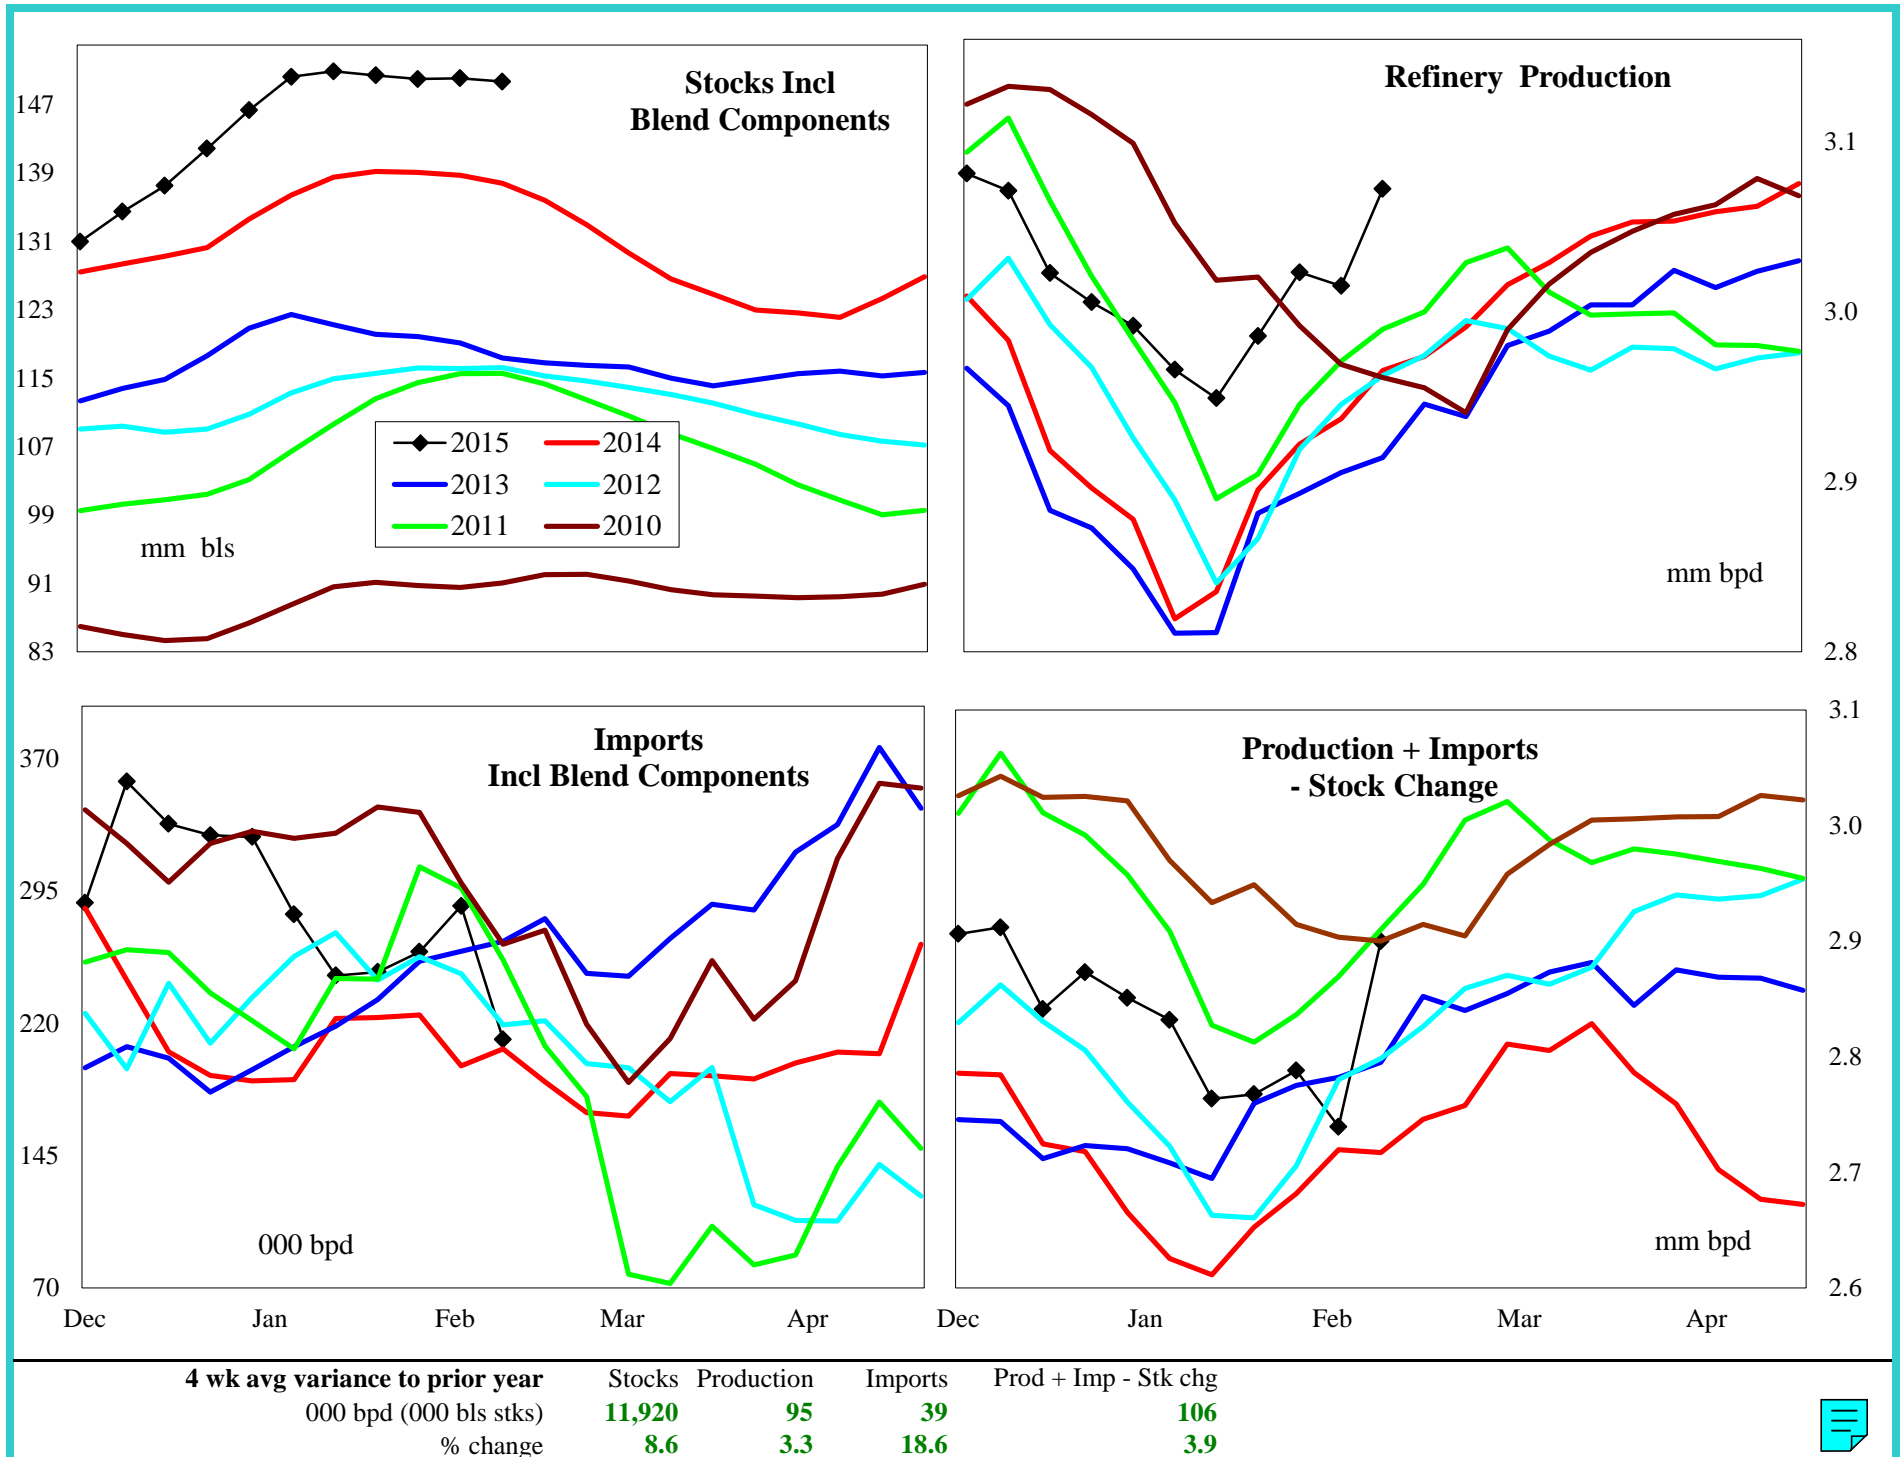 Stocks Incl
Blend Components
147
139
131
123
115
107
99
91
83
2015 2014
2013 2012
2011 2010
mm bls
Refinery Production
3.1
3.0
2.9
2.8
mm bpd
Imports
Incl Blend Components
370
295
220
145
70
000 bpd
Dec Jan Feb Mar Apr
Production + Imports
- Stock Change
3.1
3.0
2.9
2.8
2.7
2.6
mm bpd
Dec Jan Feb Mar Apr
4 wk avg variance to prior year Stocks Production Imports Prod + Imp - Stk chg
000 bpd (000 bls stks) 11,920 95 39 106
% change 8.6 3.3 18.6 3.9